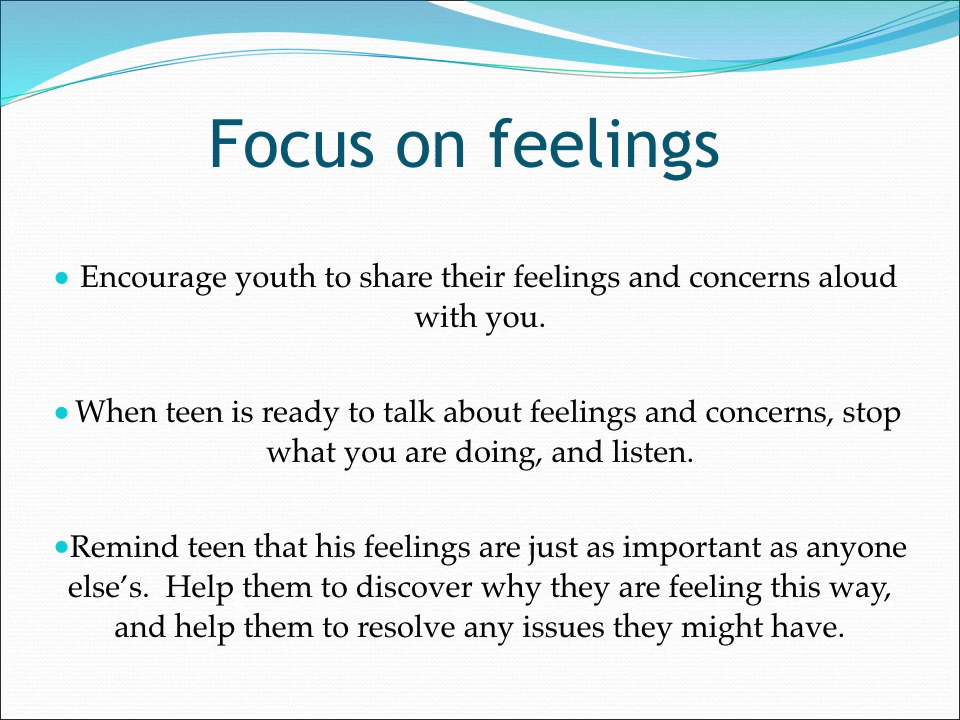 Focus on feelings
• Encourage youth to share their feelings and concerns aloud
with you.
• When teen is ready to talk about feelings and concerns, stop
what you are doing, and listen.
•Remind teen that his feelings are just as important as anyone
else’s.  Help them to discover why they are feeling this way,
and help them to resolve any issues they might have.